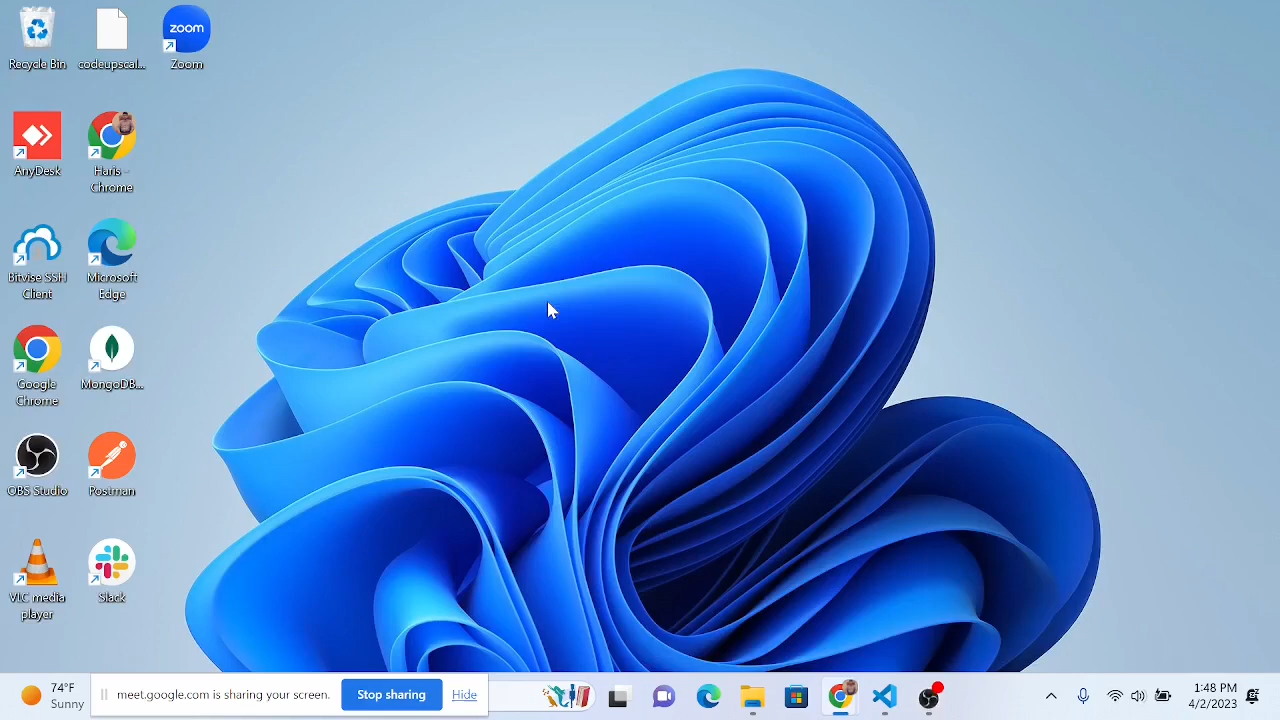 Recycle Bin
codeupscal...
zoom
Zoom
AnyDesk
Haris - Chrome
Bitvise SSH Client
Microsoft Edge
Google Chrome
MongoDB...
OBS Studio
Postman
VLC media player
Slack
74°F
Sunny
meet.google.com is sharing your screen.
Stop sharing
Hide
1:48 PM
4/2/2023